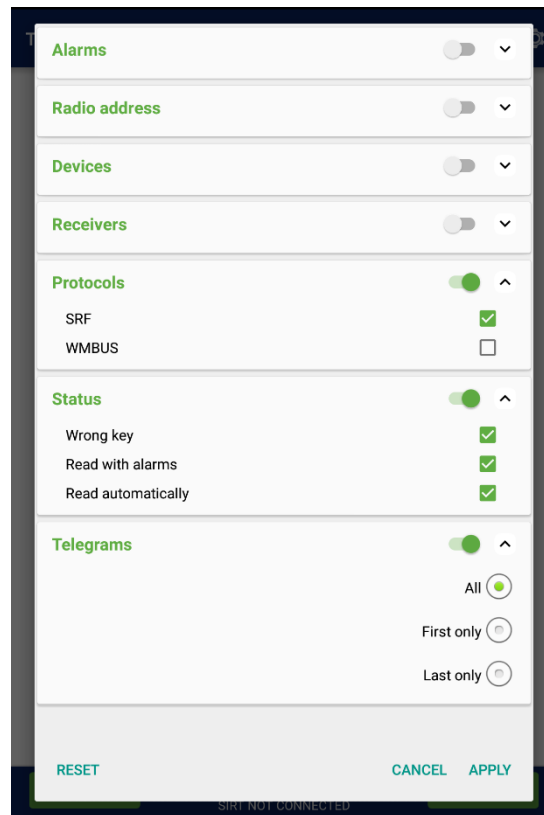 T
Alarms
Radio address
Devices
Receivers
Protocols
SRF
WMBUS
Status
Wrong key
Read with alarms
Read automatically
Telegrams
All
First only
Last only
RESET CANCEL APPLY
SIRT NOT CONNECTED